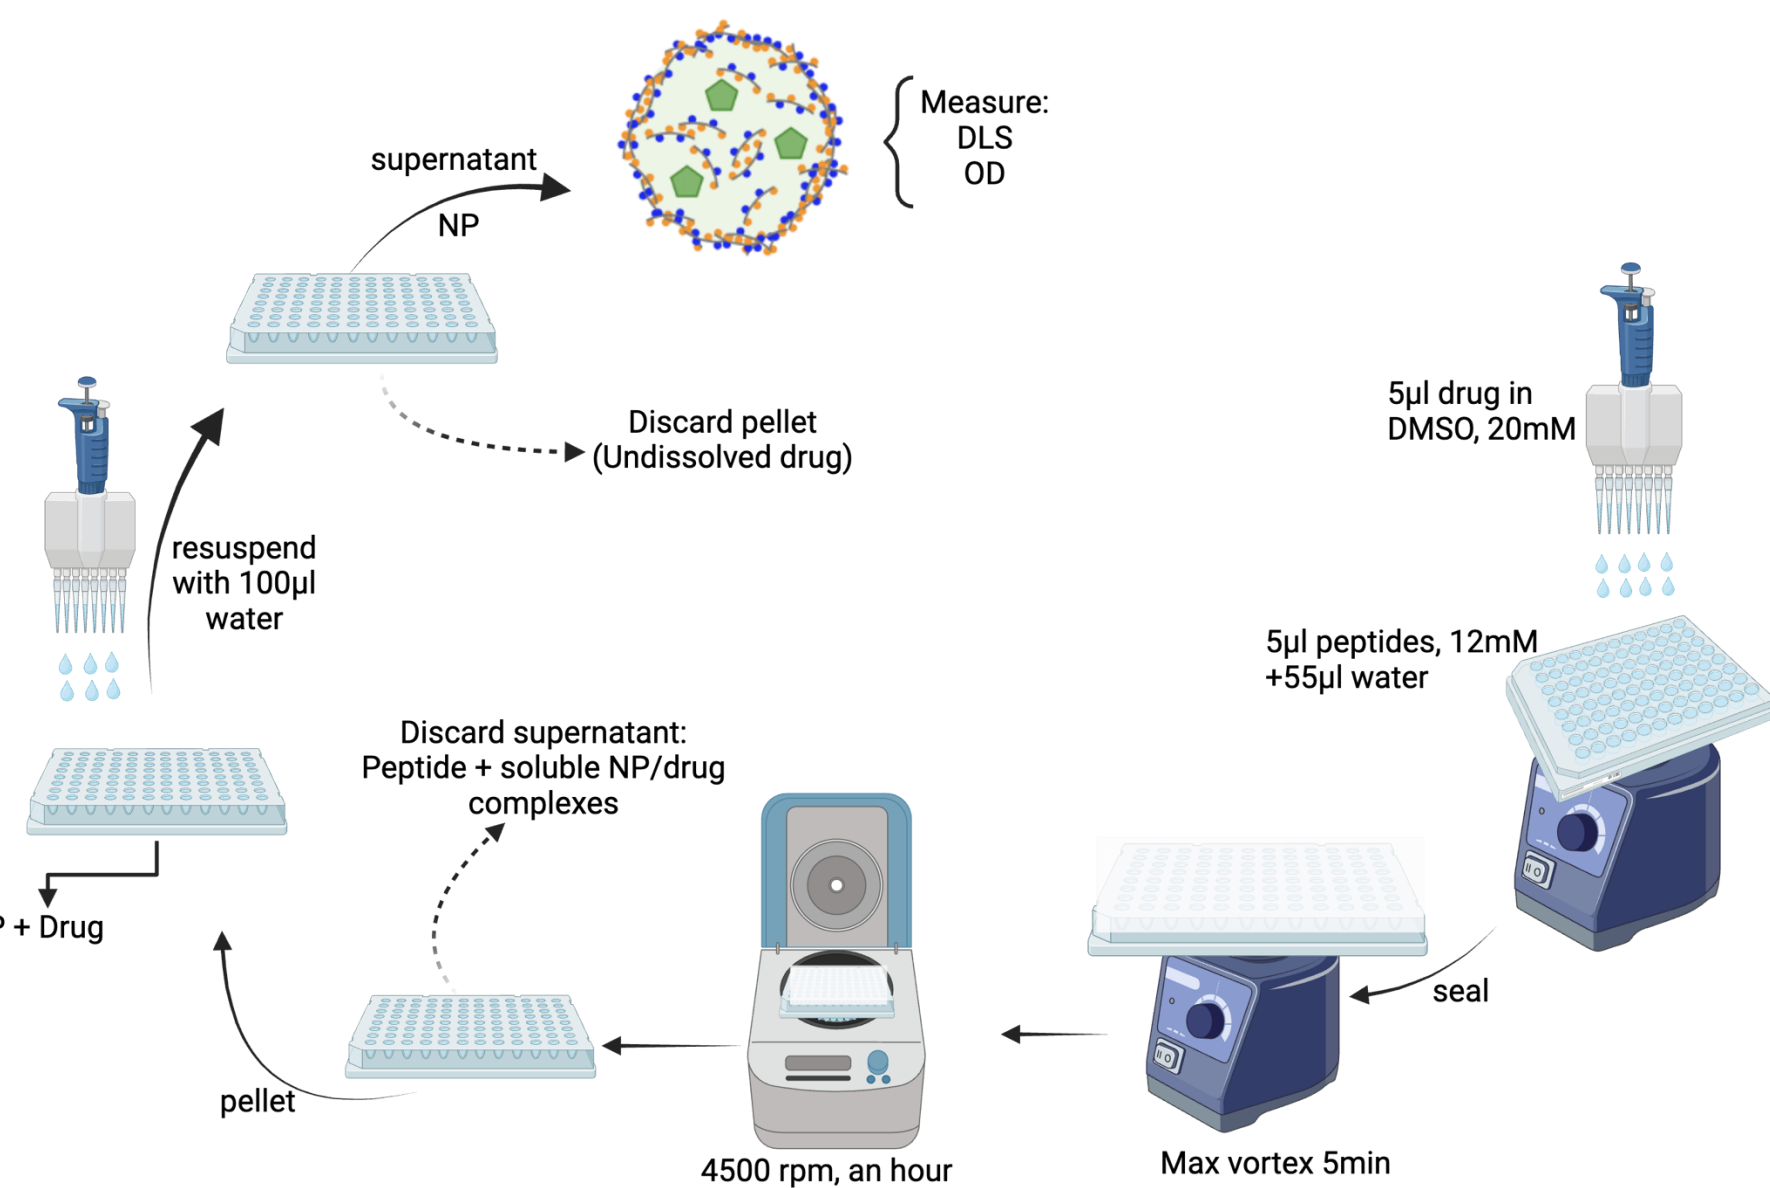 supernatant
NP
Measure:
DLS
OD
Discard pellet
(Undissolved drug)
resuspend
with 100µl
water
5µl drug in
DMSO, 20mM
5µl peptides, 12mM
+55µl water
Discard supernatant:
Peptide + soluble NP/drug
complexes
+ Drug
seal
pellet
4500 rpm, an hour
Max vortex 5min